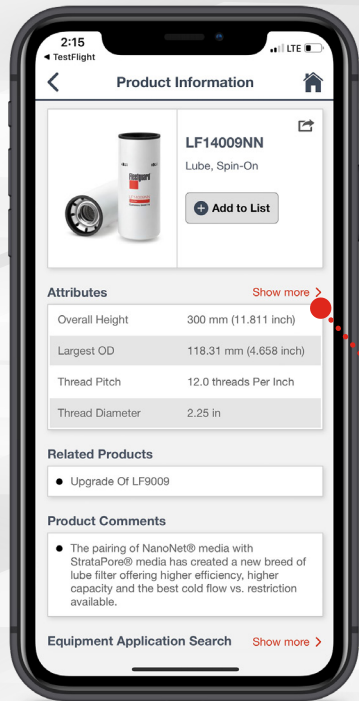 2:15
LTE
◀ TestFlight
Product Information
LF14009NN
Lube, Spin-On
Fleetguard
Add to List
Attributes
Show more >
Overall Height 300 mm (11.811 inch)
Largest OD 118.31 mm (4.658 inch)
Thread Pitch 12.0 threads Per Inch
Thread Diameter 2.25 in
Related Products
• Upgrade Of LF9009
Product Comments
• The pairing of NanoNet® media with
StrataPore® media has created a new breed of
lube filter offering higher efficiency, higher
capacity and the best cold flow vs. restriction
available.
Equipment Application Search Show more >